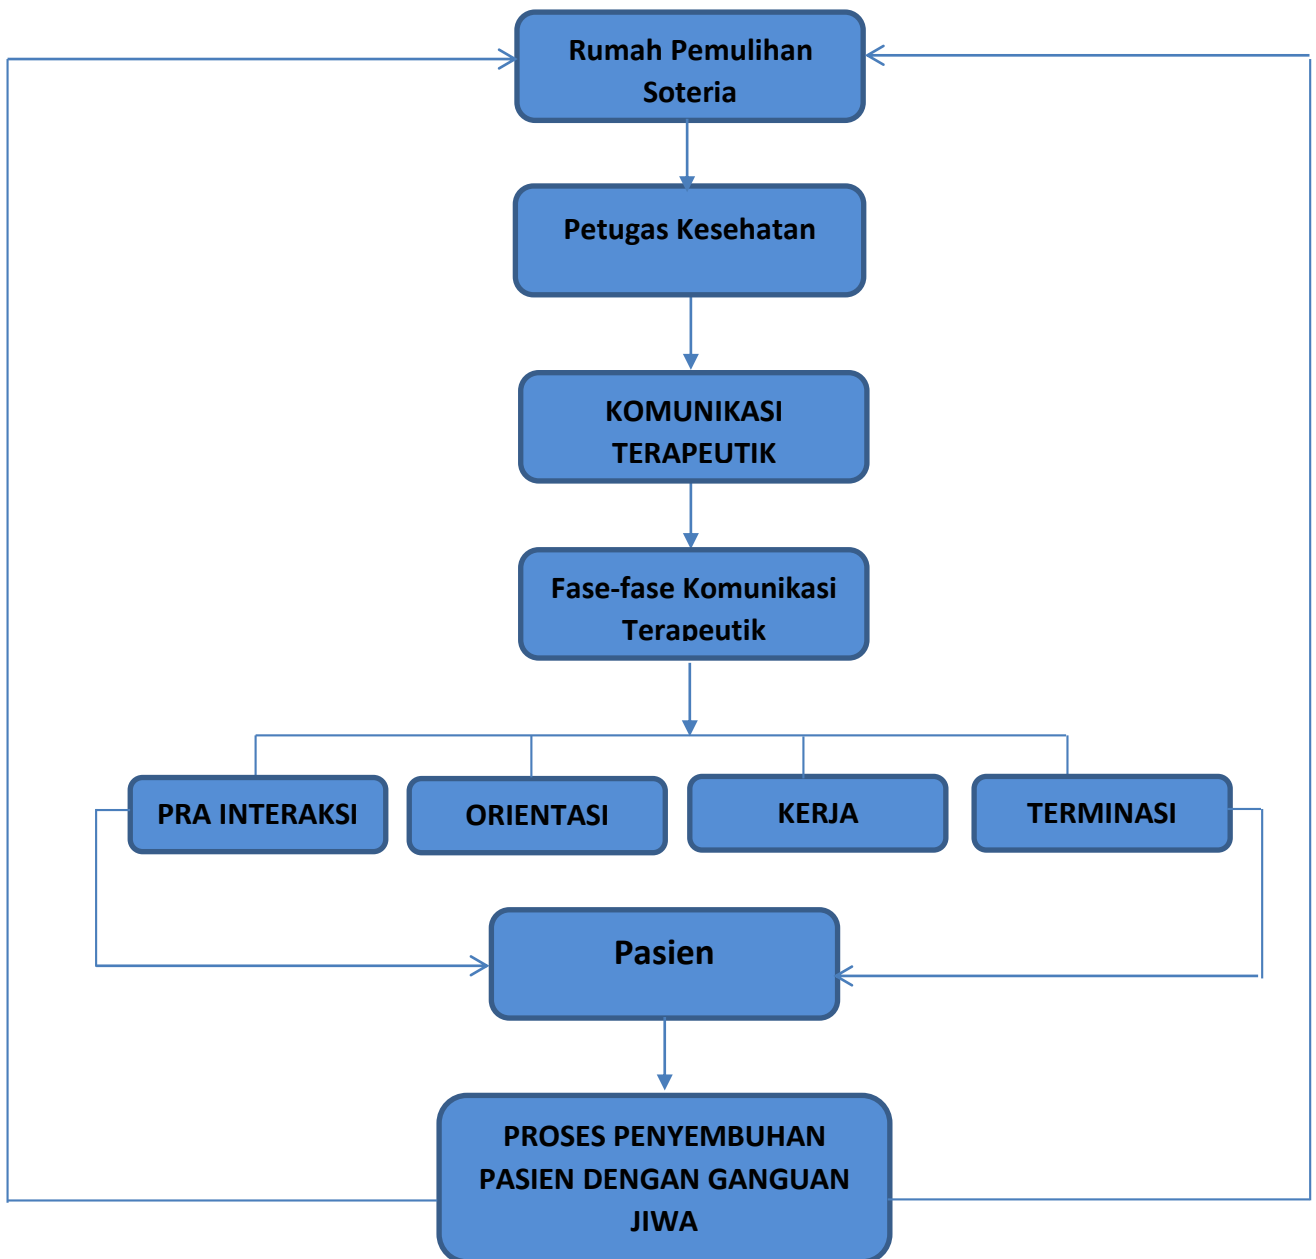 Rumah Pemulihan
Soteria
Petugas Kesehatan
KOMUNIKASI
TERAPEUTIK
Fase-fase Komunikasi
Terapeutik
PRA INTERAKSI
ORIENTASI
KERJA
TERMINASI
Pasien
PROSES PENYEMBUHAN
PASIEN DENGAN GANGUAN
JIWA